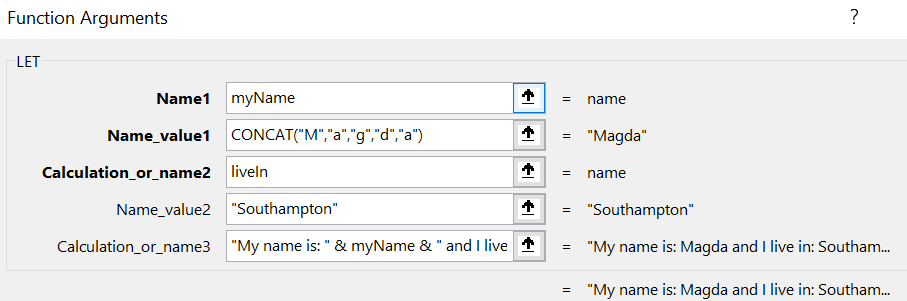 Function Arguments ?
LET
Name1 myName = name
Name_value1 CONCAT("M","a","g","d","a") = "Magda"
Calculation_or_name2 liveIn = name
Name_value2 "Southampton" = "Southampton"
Calculation_or_name3 "My name is: " & myName & " and I live = "My name is: Magda and I live in: Southam...
= "My name is: Magda and I live in: Southam...